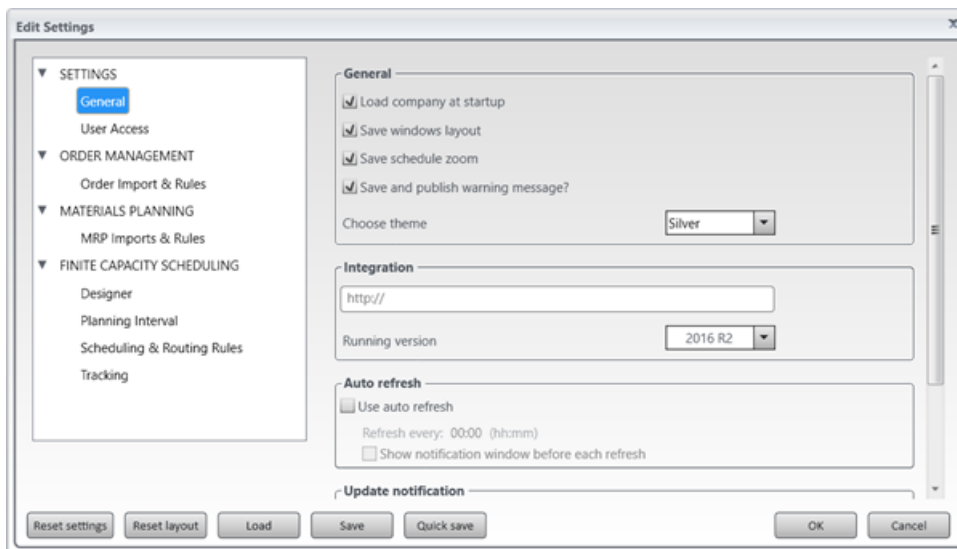 Edit Settings
SETTINGS
General
User Access
ORDER MANAGEMENT
Order Import & Rules
MATERIALS PLANNING
MRP Imports & Rules
FINITE CAPACITY SCHEDULING
Designer
Planning Interval
Scheduling & Routing Rules
Tracking
General
Load company at startup
Save windows layout
Save schedule zoom
Save and publish warning message?
Choose theme Silver
Integration
http://
Running version 2016 R2
Auto refresh
Use auto refresh
Refresh every: 00:00 (hh:mm)
Show notification window before each refresh
Update notification
Reset settings Reset layout Load Save Quick save OK Cancel